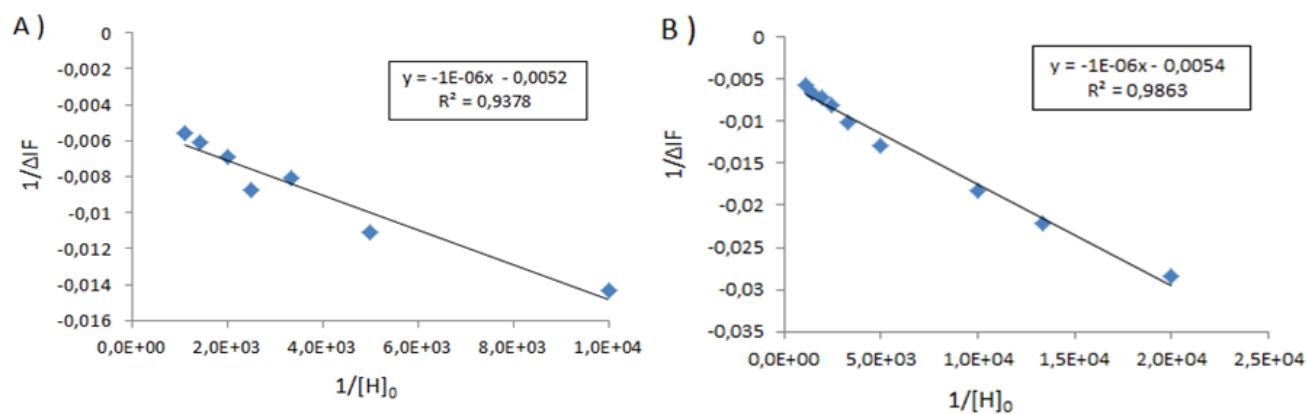 A )
0
-0,002
-0,004
-0,006
-0,008
-0,01
-0,012
-0,014
-0,016
1/ΔIF
y = -1E-06x - 0,0052
R² = 0,9378
0,0E+00 2,0E+03 4,0E+03 6,0E+03 8,0E+03 1,0E+04
1/[H]₀
B )
0
-0,005
-0,01
-0,015
-0,02
-0,025
-0,03
-0,035
1/ΔIF
y = -1E-06x - 0,0054
R² = 0,9863
0,0E+00 5,0E+03 1,0E+04 1,5E+04 2,0E+04 2,5E+04
1/[H]₀